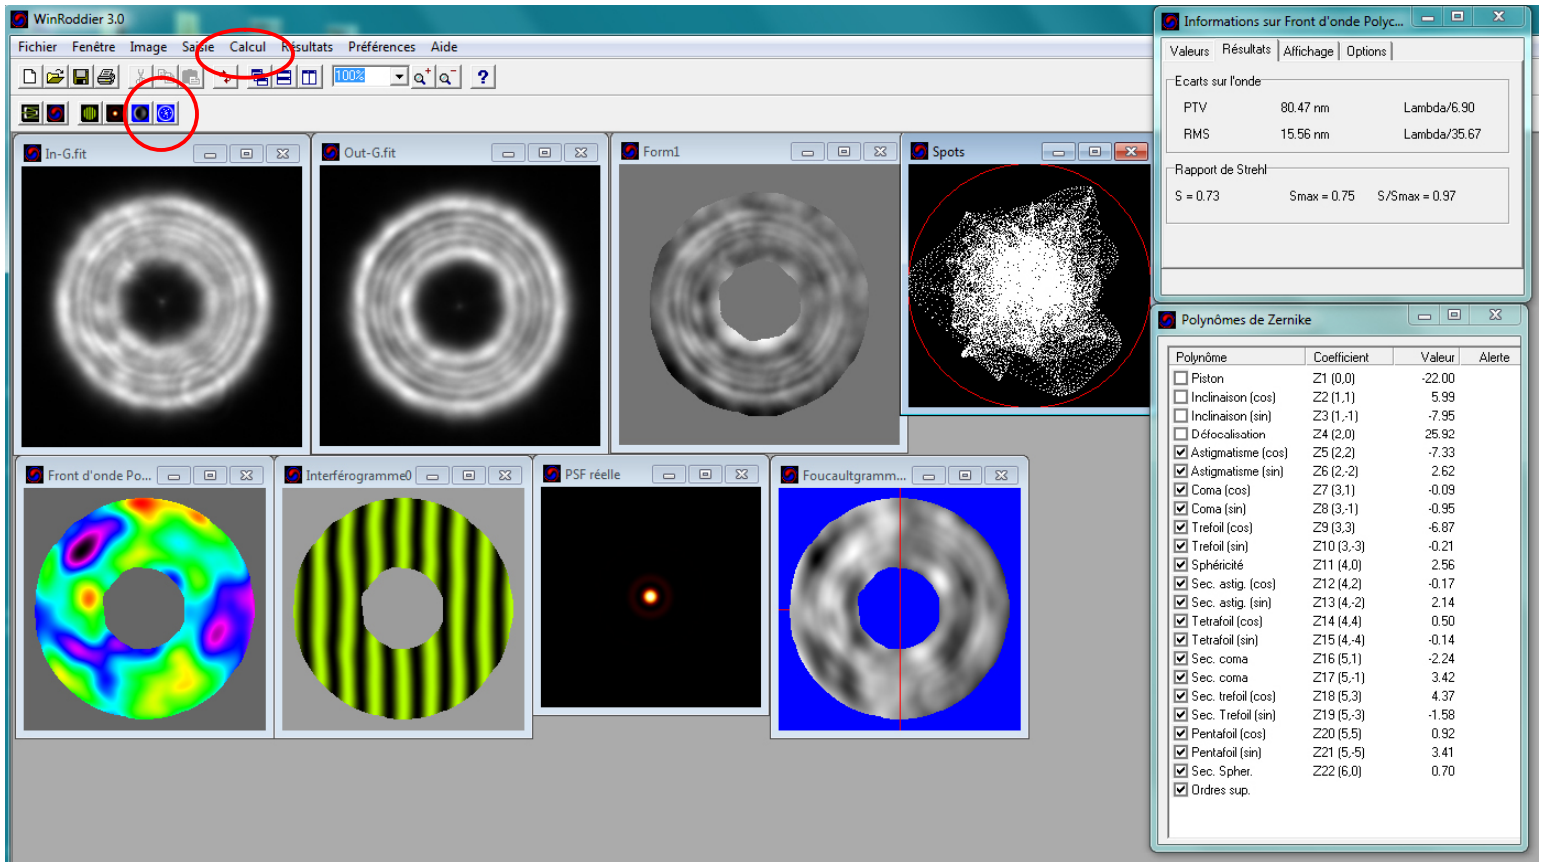 WinRoddier 3.0
Fichier Fenêtre Image Saisie Calcul Résultats Préférences Aide
100%
In-G.fit
Out-G.fit
Form1
Spots
Front d'onde Po...
Interférogramme0
PSF réelle
Foucaultgramm...
Informations sur Front d'onde Polyc...
Valeurs Résultats Affichage Options
Ecarts sur l'onde
PTV 80.47 nm Lambda/6.90
RMS 15.56 nm Lambda/35.67
Rapport de Strehl
S = 0.73 Smax = 0.75 S/Smax = 0.97
Polynômes de Zernike
Polynôme Coefficient Valeur Alerte
Piston Z1 (0,0) -22.00
Inclinaison (cos) Z2 (1,1) 5.99
Inclinaison (sin) Z3 (1,-1) -7.95
Défocalisation Z4 (2,0) 25.92
Astigmatisme (cos) Z5 (2,2) -7.33
Astigmatisme (sin) Z6 (2,-2) 2.62
Coma (cos) Z7 (3,1) -0.09
Coma (sin) Z8 (3,-1) -0.95
Trefoil (cos) Z9 (3,3) -6.87
Trefoil (sin) Z10 (3,-3) -0.21
Sphéricité Z11 (4,0) 2.56
Sec. astig. (cos) Z12 (4,2) -0.17
Sec. astig. (sin) Z13 (4,-2) 2.14
Tetrafoil (cos) Z14 (4,4) 0.50
Tetrafoil (sin) Z15 (4,-4) -0.14
Sec. coma Z16 (5,1) -2.24
Sec. coma Z17 (5,-1) 3.42
Sec. trefoil (cos) Z18 (5,3) 4.37
Sec. Trefoil (sin) Z19 (5,-3) -1.58
Pentafoil (cos) Z20 (5,5) 0.92
Pentafoil (sin) Z21 (5,-5) 3.41
Sec. Spher. Z22 (6,0) 0.70
Ordres sup.